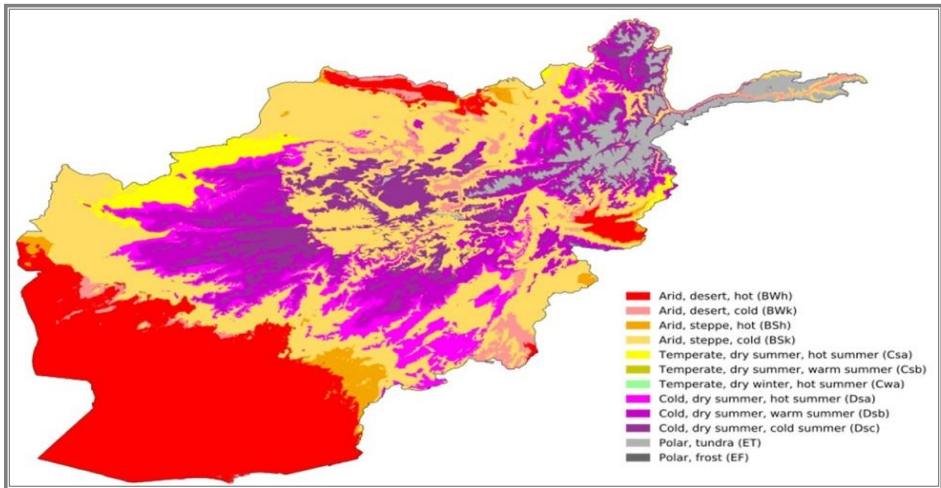 Arid, desert, hot (BWh)
Arid, desert, cold (BWk)
Arid, steppe, hot (BSh)
Arid, steppe, cold (BSk)
Temperate, dry summer, hot summer (Csa)
Temperate, dry summer, warm summer (Csb)
Temperate, dry winter, hot summer (Cwa)
Cold, dry summer, hot summer (Dsa)
Cold, dry summer, warm summer (Dsb)
Cold, dry summer, cold summer (Dsc)
Polar, tundra (ET)
Polar, frost (EF)